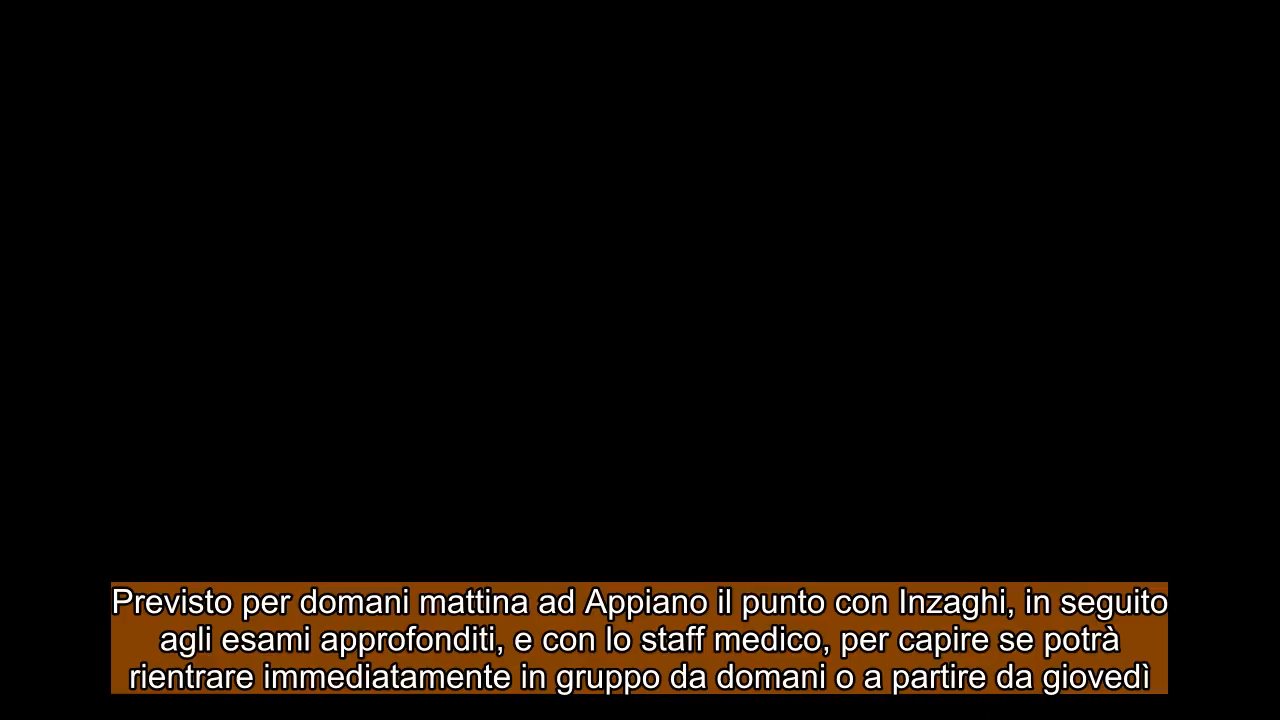 Previsto per domani mattina ad Appiano il punto con Inzaghi, in seguito
agli esami approfonditi, e con lo staff medico, per capire se potrà
rientrare immediatamente in gruppo da domani o a partire da giovedì